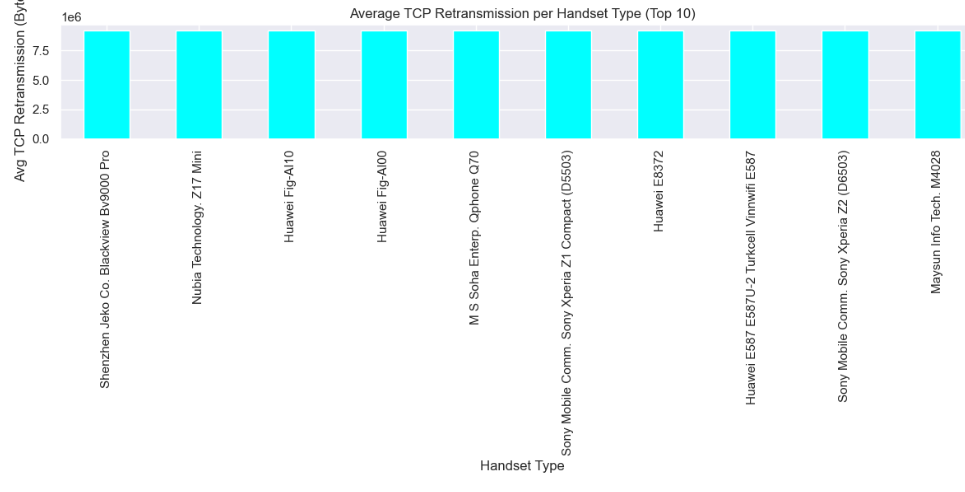 Average TCP Retransmission per Handset Type (Top 10)
1e6
Avg TCP Retransmission (Byte
7.5
5.0
2.5
0.0
Shenzhen Jeko Co. Blackview Bv9000 Pro
Nubia Technology. Z17 Mini
Huawei Fig-Al10
Huawei Fig-Al00
M S Soha Enterp. Qphone Q70
Sony Mobile Comm. Sony Xperia Z1 Compact (D5503)
Huawei E8372
Huawei E587 E587U-2 Turkcell Vinnwifi E587
Sony Mobile Comm. Sony Xperia Z2 (D6503)
Maysun Info Tech. M4028
Handset Type